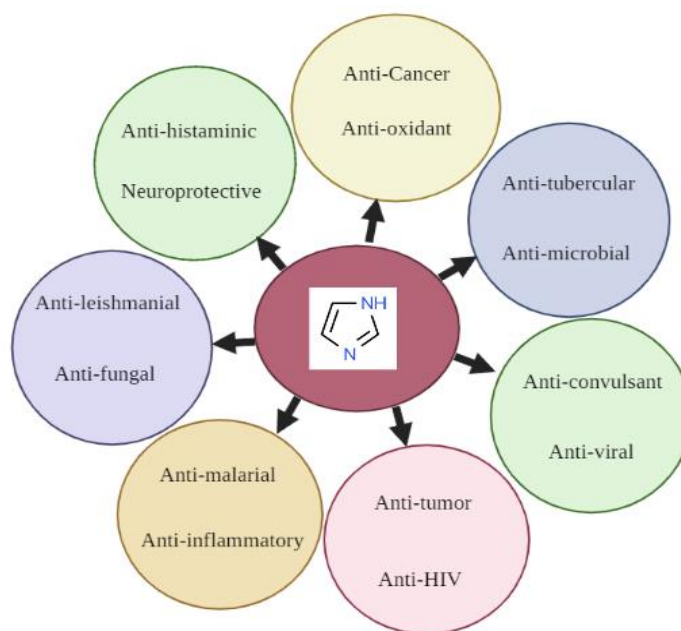 Anti-Cancer
Anti-oxidant
Anti-histaminic
Neuroprotective
Anti-tubercular
Anti-microbial
Anti-leishmanial
Anti-fungal
NH
N
Anti-convulsant
Anti-viral
Anti-malarial
Anti-inflammatory
Anti-tumor
Anti-HIV